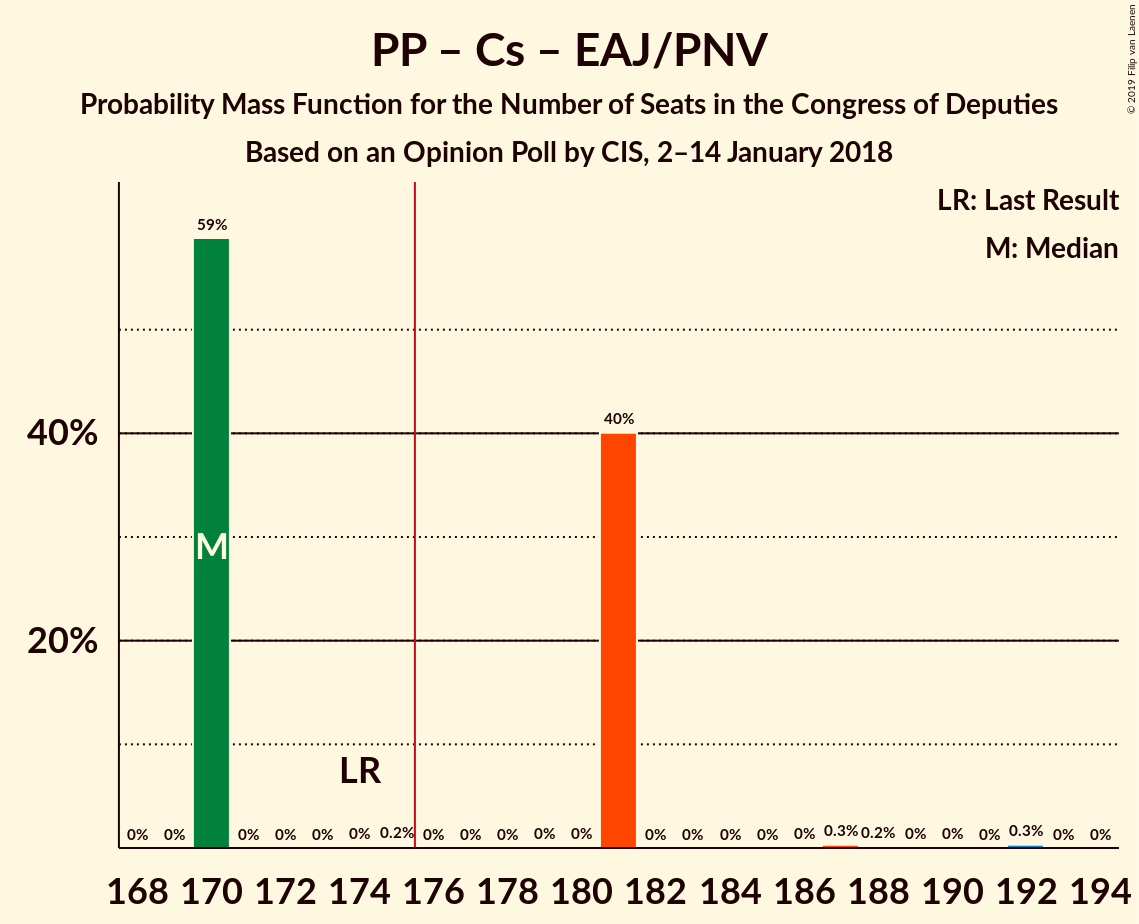 PP – Cs – EAJ/PNV
Probability Mass Function for the Number of Seats in the Congress of Deputies
Based on an Opinion Poll by CIS, 2–14 January 2018
© 2019 Filip van Laenen
LR: Last Result
M: Median
59%
40%
40%
M
20%
LR
0% 0% 0% 0% 0% 0% 0.2% 0% 0% 0% 0% 0% 0% 0% 0% 0% 0% 0.3% 0.2% 0% 0% 0% 0.3% 0% 0%
168 170 172 174 176 178 180 182 184 186 188 190 192 194